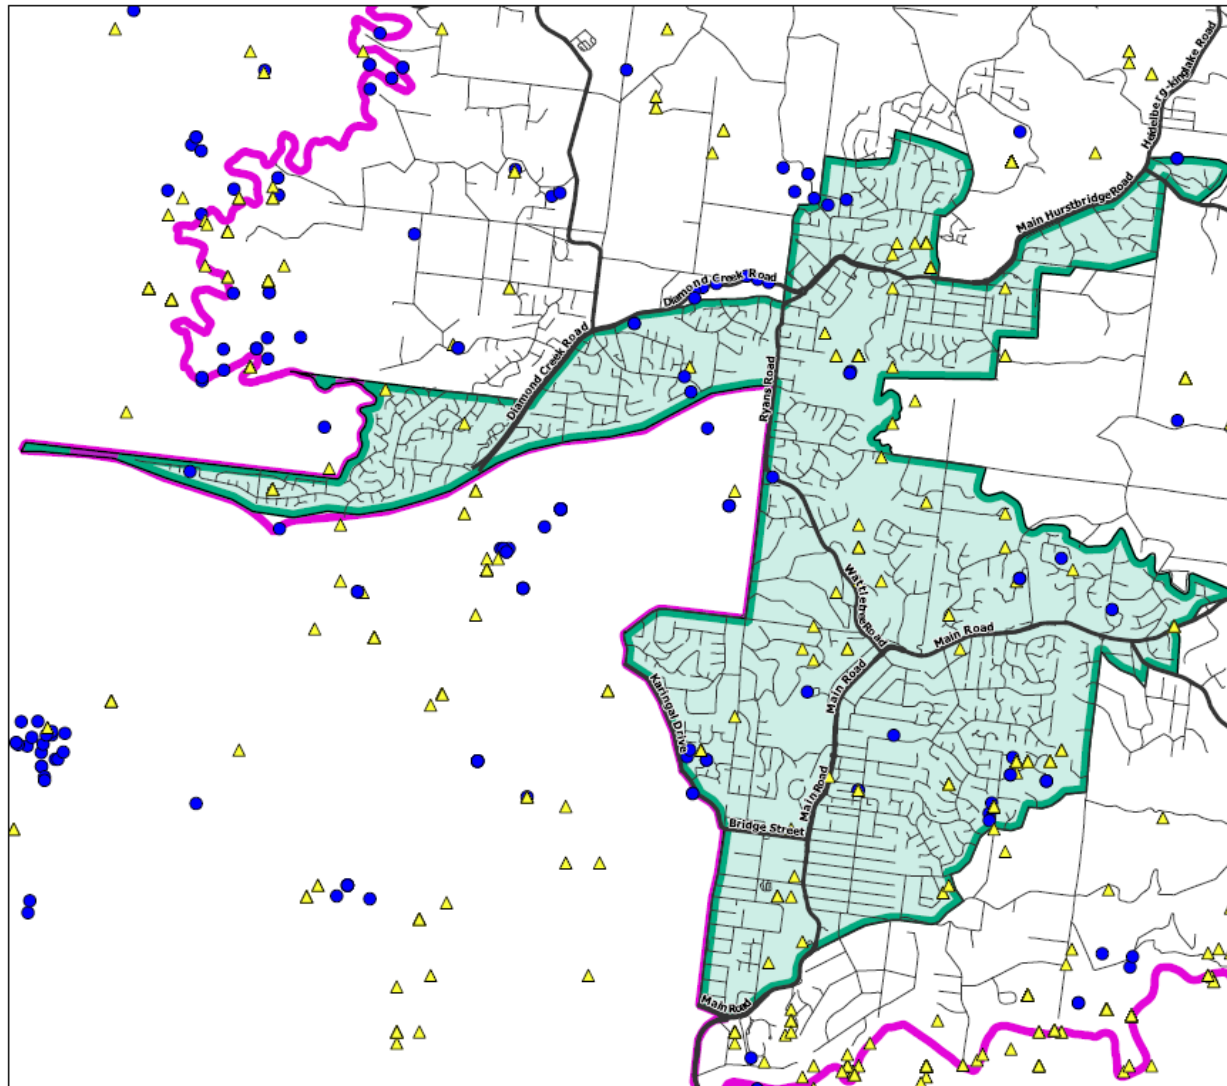 Heidelberg-kinglake Road
Main Hurstbridge Road
Diamond Creek Road
Diamond Creek Road
Ryans Road
Wattletree Road
Main Road
Main Road
Karingal Drive
Main Road
Bridge Street
Main Road